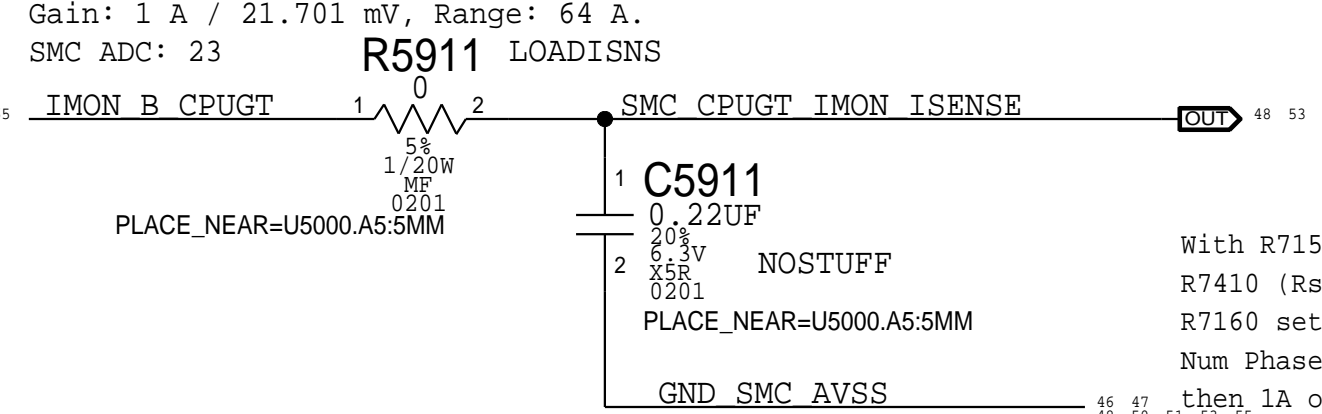 Gain: 1 A / 21.701 mV, Range: 64 A.
SMC ADC: 23
R5911 LOADISNS
0
5 IMON_B_CPUGT 1 2 SMC_CPUGT_IMON_ISENSE OUT 48 53
5%
1/20W
MF
0201
PLACE_NEAR=U5000.A5:5MM
1 C5911
0.22UF
20%
6.3V
2 X5R NOSTUFF
0201
PLACE_NEAR=U5000.A5:5MM
GND_SMC_AVSS 46 47
With R715
R7410 (Rs
R7160 set
Num Phase
then 1A o